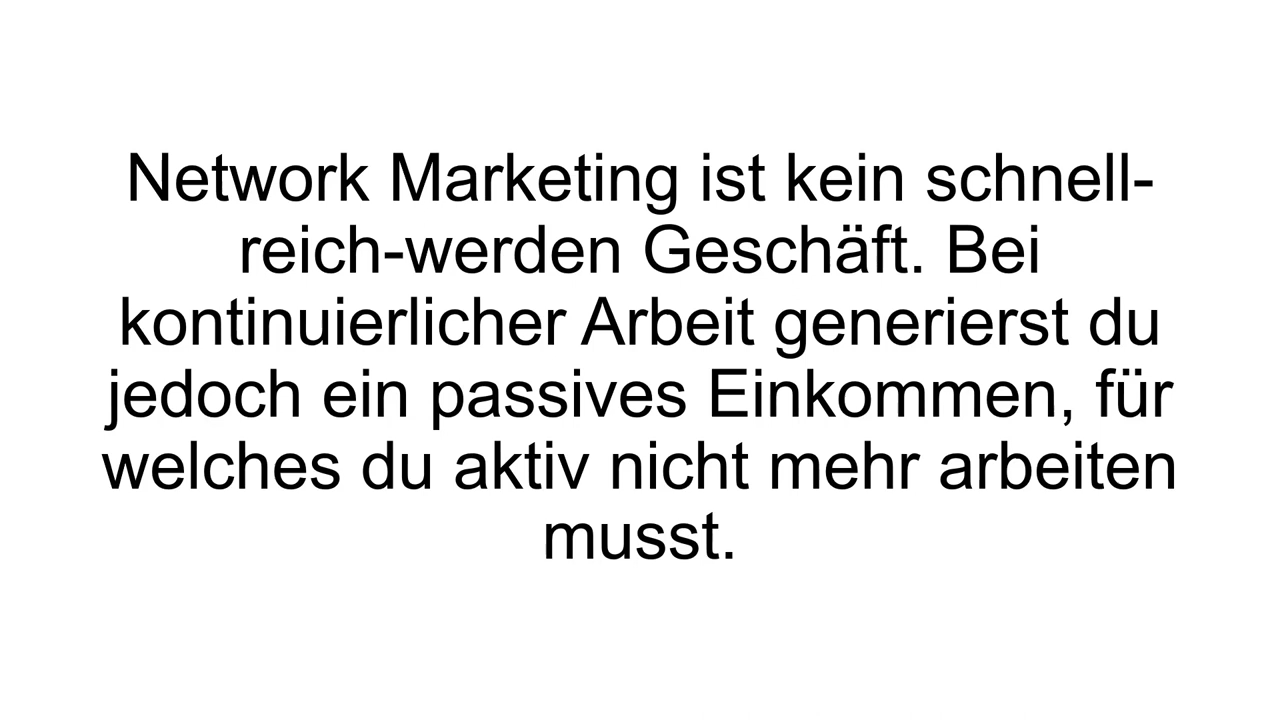 Network Marketing ist kein schnell-
reich-werden Geschäft. Bei
kontinuierlicher Arbeit generierst du
jedoch ein passives Einkommen, für
welches du aktiv nicht mehr arbeiten
musst.